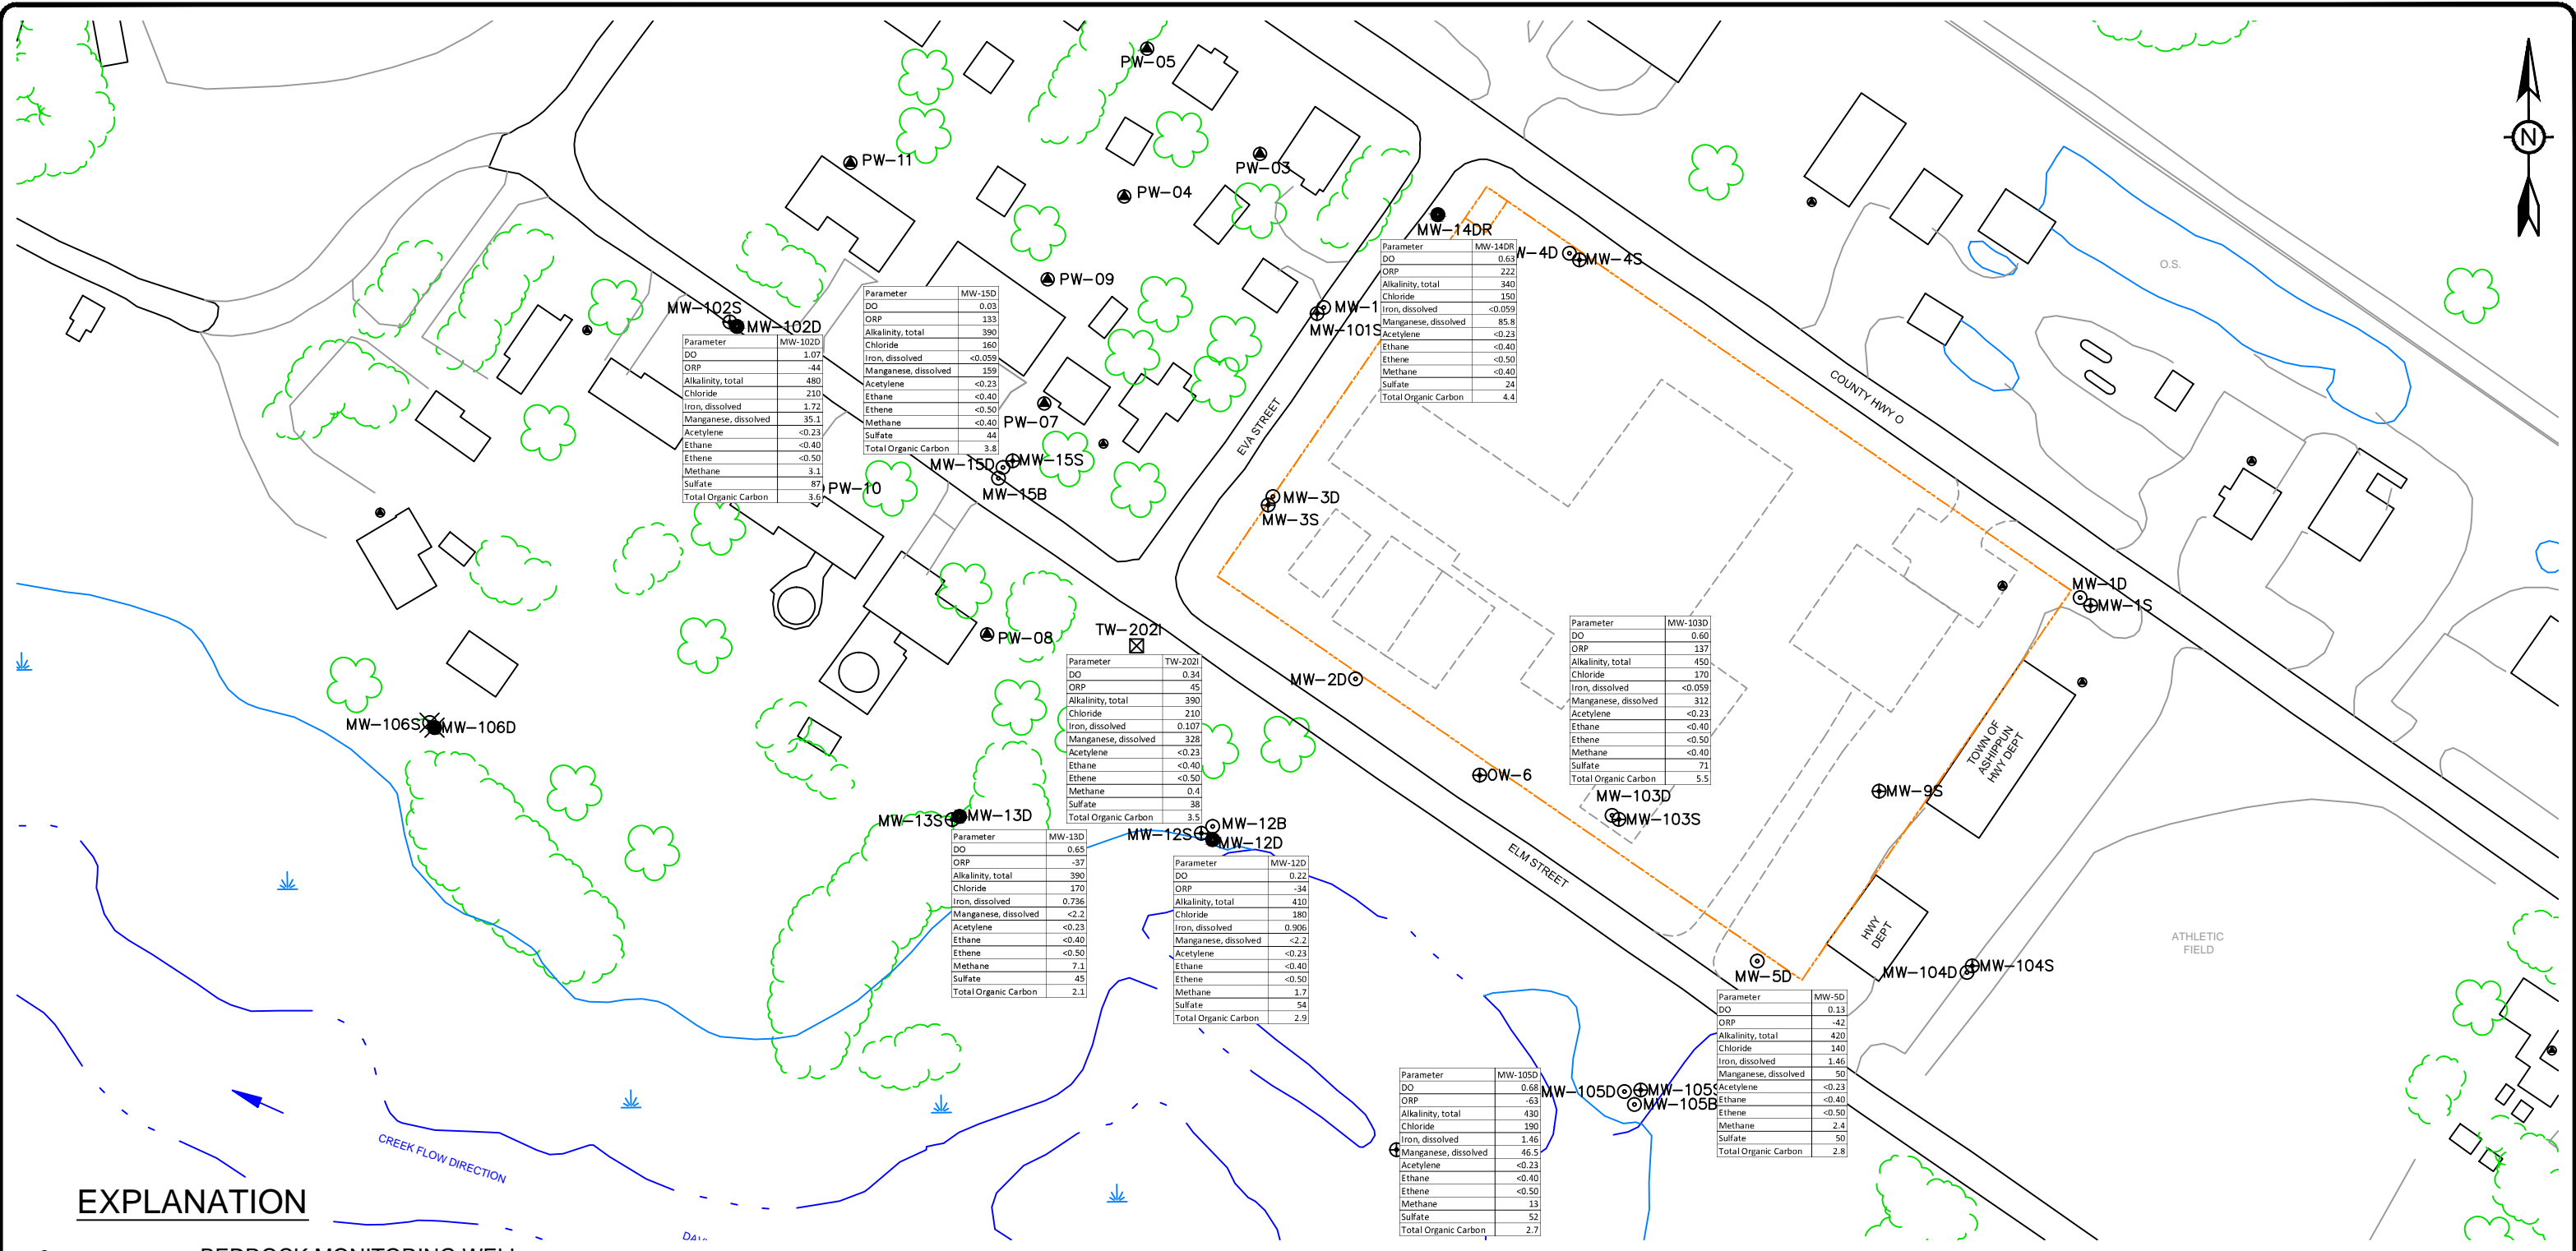 PW-05
N
PW-11
PW-03
PW-04
MW-14DR
W-4D
MW-4S
O.S.
PW-09
MW-102S
MW-102D
MW-1
MW-101S
Parameter MW-14DR
DO 0.63
ORP 222
Alkalinity, total 340
Chloride 150
Iron, dissolved <0.059
Manganese, dissolved 85.8
Acetylene <0.23
Ethane <0.40
Ethene <0.50
Methane <0.40
Sulfate 24
Total Organic Carbon 4.4
Parameter MW-15D
DO 0.03
ORP 133
Alkalinity, total 390
Chloride 160
Iron, dissolved <0.059
Manganese, dissolved 159
Acetylene <0.23
Ethane <0.40
Ethene <0.50
Methane <0.40
Sulfate 44
Total Organic Carbon 3.8
Parameter MW-102D
DO 1.07
ORP -44
Alkalinity, total 480
Chloride 210
Iron, dissolved 1.72
Manganese, dissolved 35.1
Acetylene <0.23
Ethane <0.40
Ethene <0.50
Methane 3.1
Sulfate 87
Total Organic Carbon 3.6
COUNTY HWY O
EVA STREET
PW-07
MW-15D
MW-15S
MW-15B
PW-10
MW-3D
MW-3S
MW-1D
MW-1S
TW-202I
PW-08
Parameter TW-202I
DO 0.34
ORP 45
Alkalinity, total 390
Chloride 210
Iron, dissolved 0.107
Manganese, dissolved 328
Acetylene <0.23
Ethane <0.40
Ethene <0.50
Methane 0.4
Sulfate 38
Total Organic Carbon 3.5
MW-2D
Parameter MW-103D
DO 0.60
ORP 137
Alkalinity, total 450
Chloride 170
Iron, dissolved <0.059
Manganese, dissolved 312
Acetylene <0.23
Ethane <0.40
Ethene <0.50
Methane <0.40
Sulfate 71
Total Organic Carbon 5.5
MW-106S
MW-106D
TOWN OF
ASHIPPUN
HWY DEPT
OW-6
MW-9S
MW-103D
MW-103S
MW-13S
MW-13D
MW-12B
MW-12S
MW-12D
ELM STREET
Parameter MW-13D
DO 0.65
ORP -37
Alkalinity, total 390
Chloride 170
Iron, dissolved 0.736
Manganese, dissolved <2.2
Acetylene <0.23
Ethane <0.40
Ethene <0.50
Methane 7.1
Sulfate 45
Total Organic Carbon 2.1
Parameter MW-12D
DO 0.22
ORP -34
Alkalinity, total 410
Chloride 180
Iron, dissolved 0.906
Manganese, dissolved <2.2
Acetylene <0.23
Ethane <0.40
Ethene <0.50
Methane 1.7
Sulfate 54
Total Organic Carbon 2.9
HWY
DEPT
ATHLETIC
FIELD
MW-5D
MW-104D
MW-104S
Parameter MW-5D
DO 0.13
ORP -42
Alkalinity, total 420
Chloride 140
Iron, dissolved 1.46
Manganese, dissolved 50
Acetylene <0.23
Ethane <0.40
Ethene <0.50
Methane 2.4
Sulfate 50
Total Organic Carbon 2.8
MW-105D
MW-105S
MW-105B
Parameter MW-105D
DO 0.68
ORP -63
Alkalinity, total 430
Chloride 190
Iron, dissolved 1.46
Manganese, dissolved 46.5
Acetylene <0.23
Ethane <0.40
Ethene <0.50
Methane 13
Sulfate 52
Total Organic Carbon 2.7
CREEK FLOW DIRECTION
EXPLANATION
BEDROCK MONITORING WELL